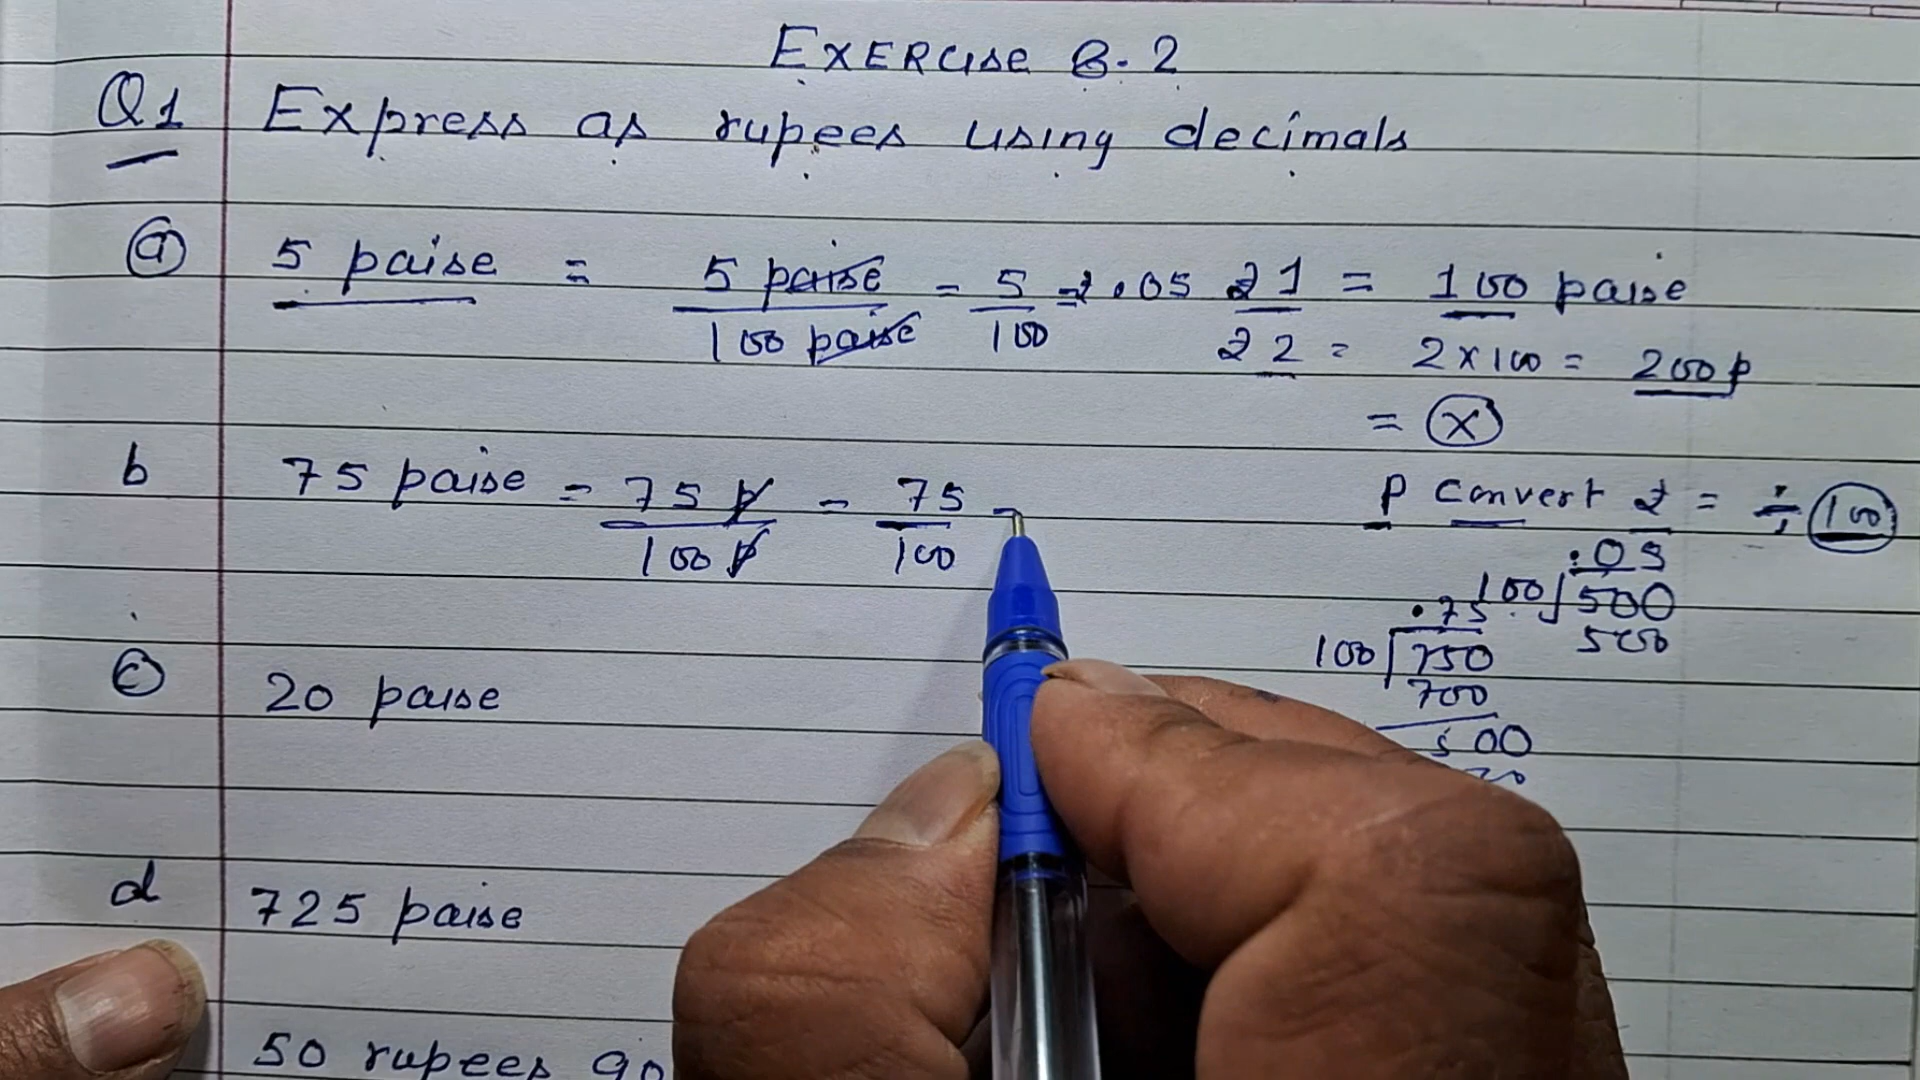 EXERCISE 8.2
Q1 Express as rupees using decimals
a 5 paise = 5 paise / 100 paise = 5 / 100 = ₹ .05 ₹ 1 = 100 paise
₹ 2 = 2 x 100 = 200 p
= x
b 75 paise = 75 p / 100 p = 75 / 100 =
P Convert ₹ = ÷ 100
.05
100 500
500
.75
100 750
700
500
c 20 paise
d 725 paise
50 rupees 90